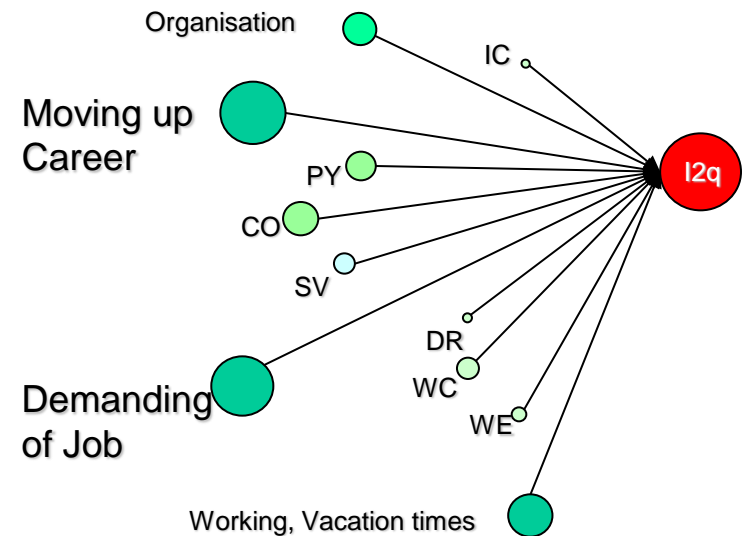 Organisation
IC
Moving up
Career
I2q
PY
CO
SV
DR
WC
Demanding
of Job
WE
Working, Vacation times